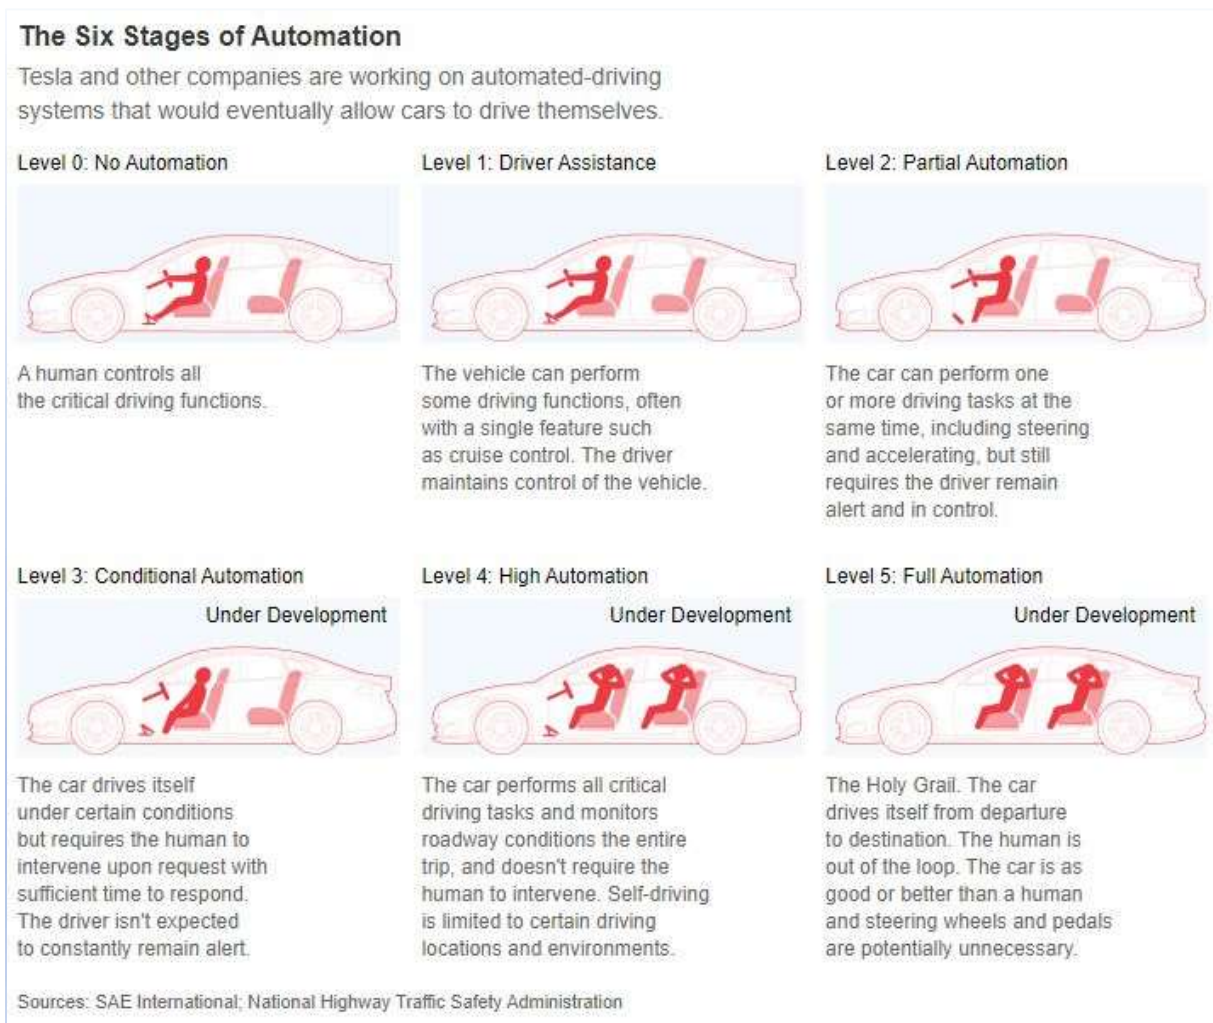 The Six Stages of Automation
Tesla and other companies are working on automated-driving
systems that would eventually allow cars to drive themselves.
Level 0: No Automation
A human controls all
the critical driving functions.
Level 1: Driver Assistance
The vehicle can perform
some driving functions, often
with a single feature such
as cruise control. The driver
maintains control of the vehicle.
Level 2: Partial Automation
The car can perform one
or more driving tasks at the
same time, including steering
and accelerating, but still
requires the driver remain
alert and in control.
Level 3: Conditional Automation
Under Development
The car drives itself
under certain conditions
but requires the human to
intervene upon request with
sufficient time to respond.
The driver isn't expected
to constantly remain alert.
Level 4: High Automation
Under Development
The car performs all critical
driving tasks and monitors
roadway conditions the entire
trip, and doesn't require the
human to intervene. Self-driving
is limited to certain driving
locations and environments.
Level 5: Full Automation
Under Development
The Holy Grail. The car
drives itself from departure
to destination. The human is
out of the loop. The car is as
good or better than a human
and steering wheels and pedals
are potentially unnecessary.
Sources: SAE International; National Highway Traffic Safety Administration